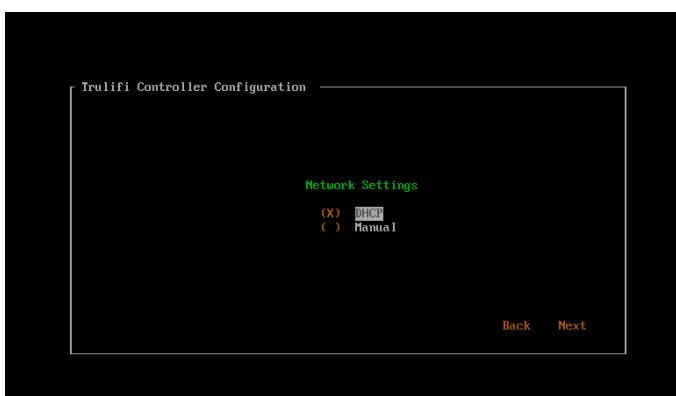 Trulifi Controller Configuration
Network Settings
(X) DHCP
( ) Manual
Back Next